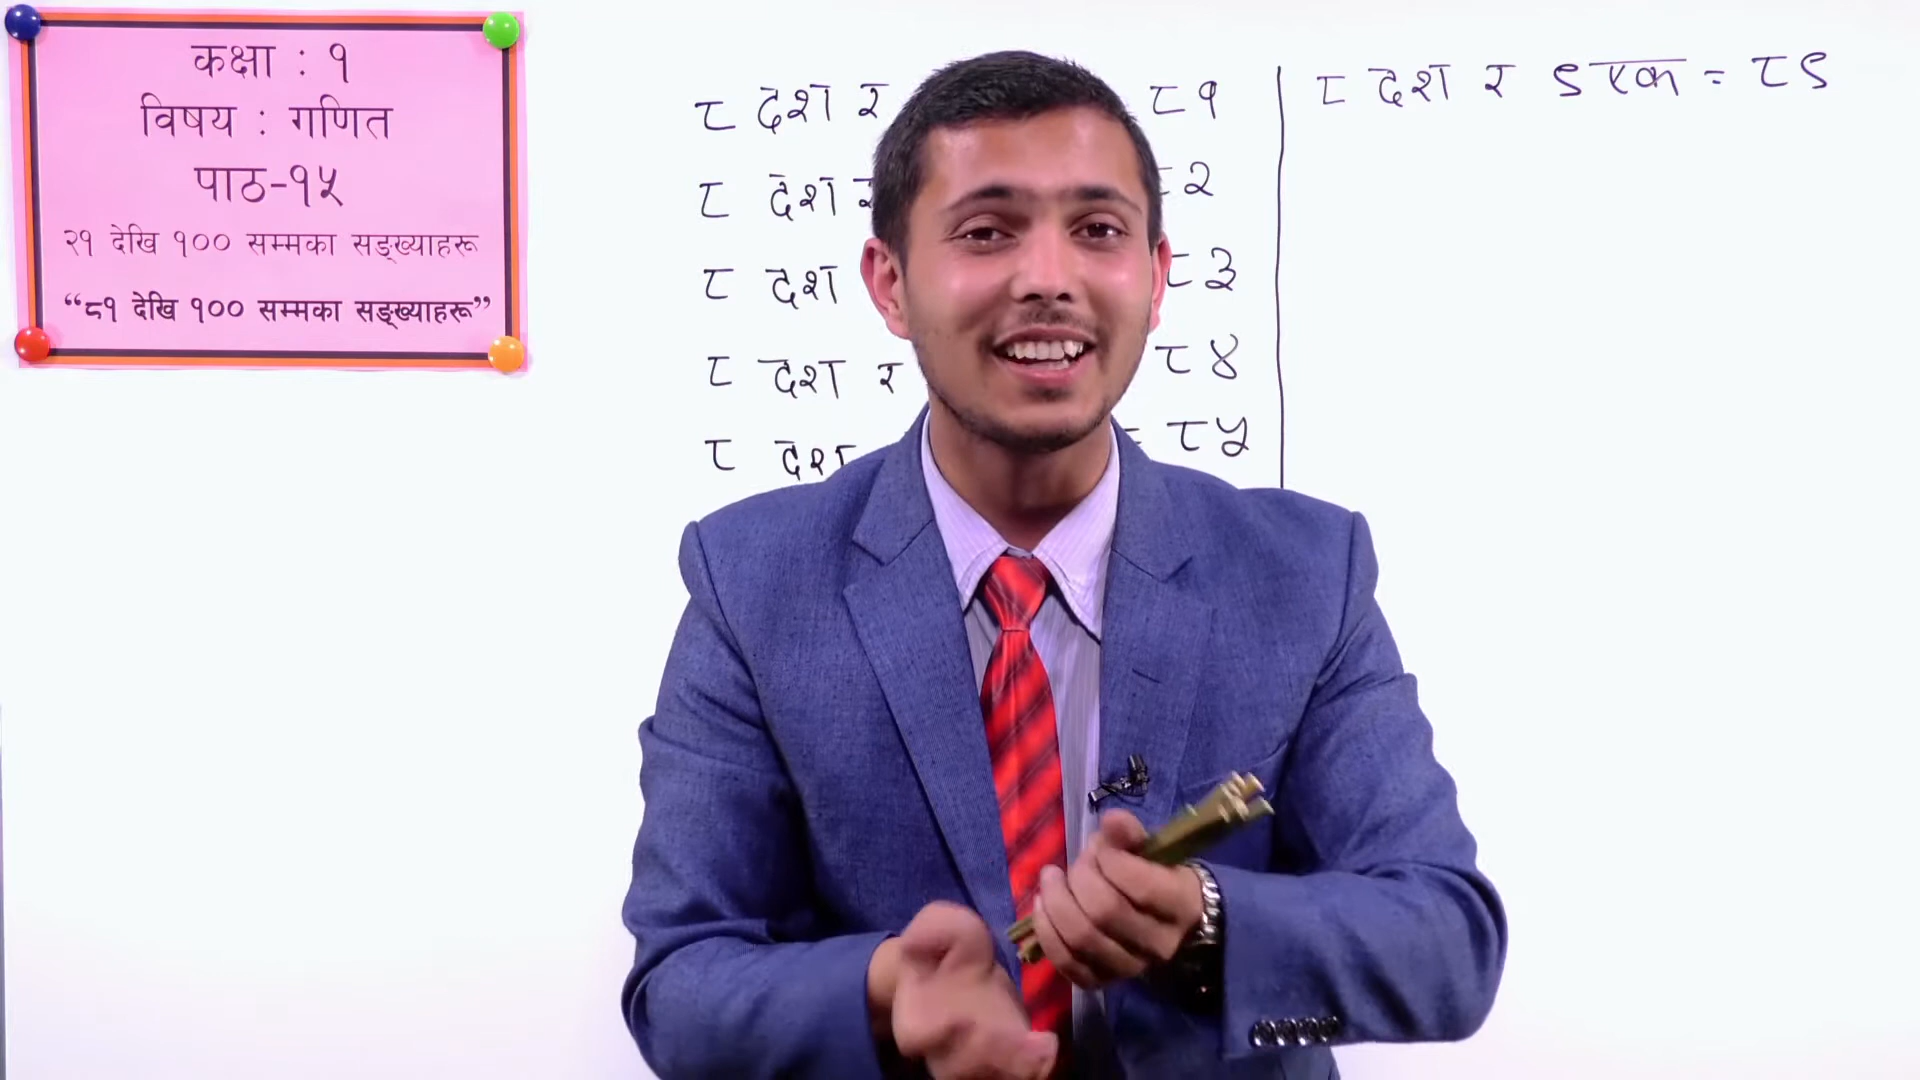 कक्षा : १
विषय : गणित
पाठ-१५
२१ देखि १०० सम्मका सङ्ख्याहरू
“८१ देखि १०० सम्मका सङ्ख्याहरू”
८ दश र ८१
८ दश र ८२
८ दश ८३
८ दश र ८४
८ दश = ८५
८ दश र ९ एक = ८९